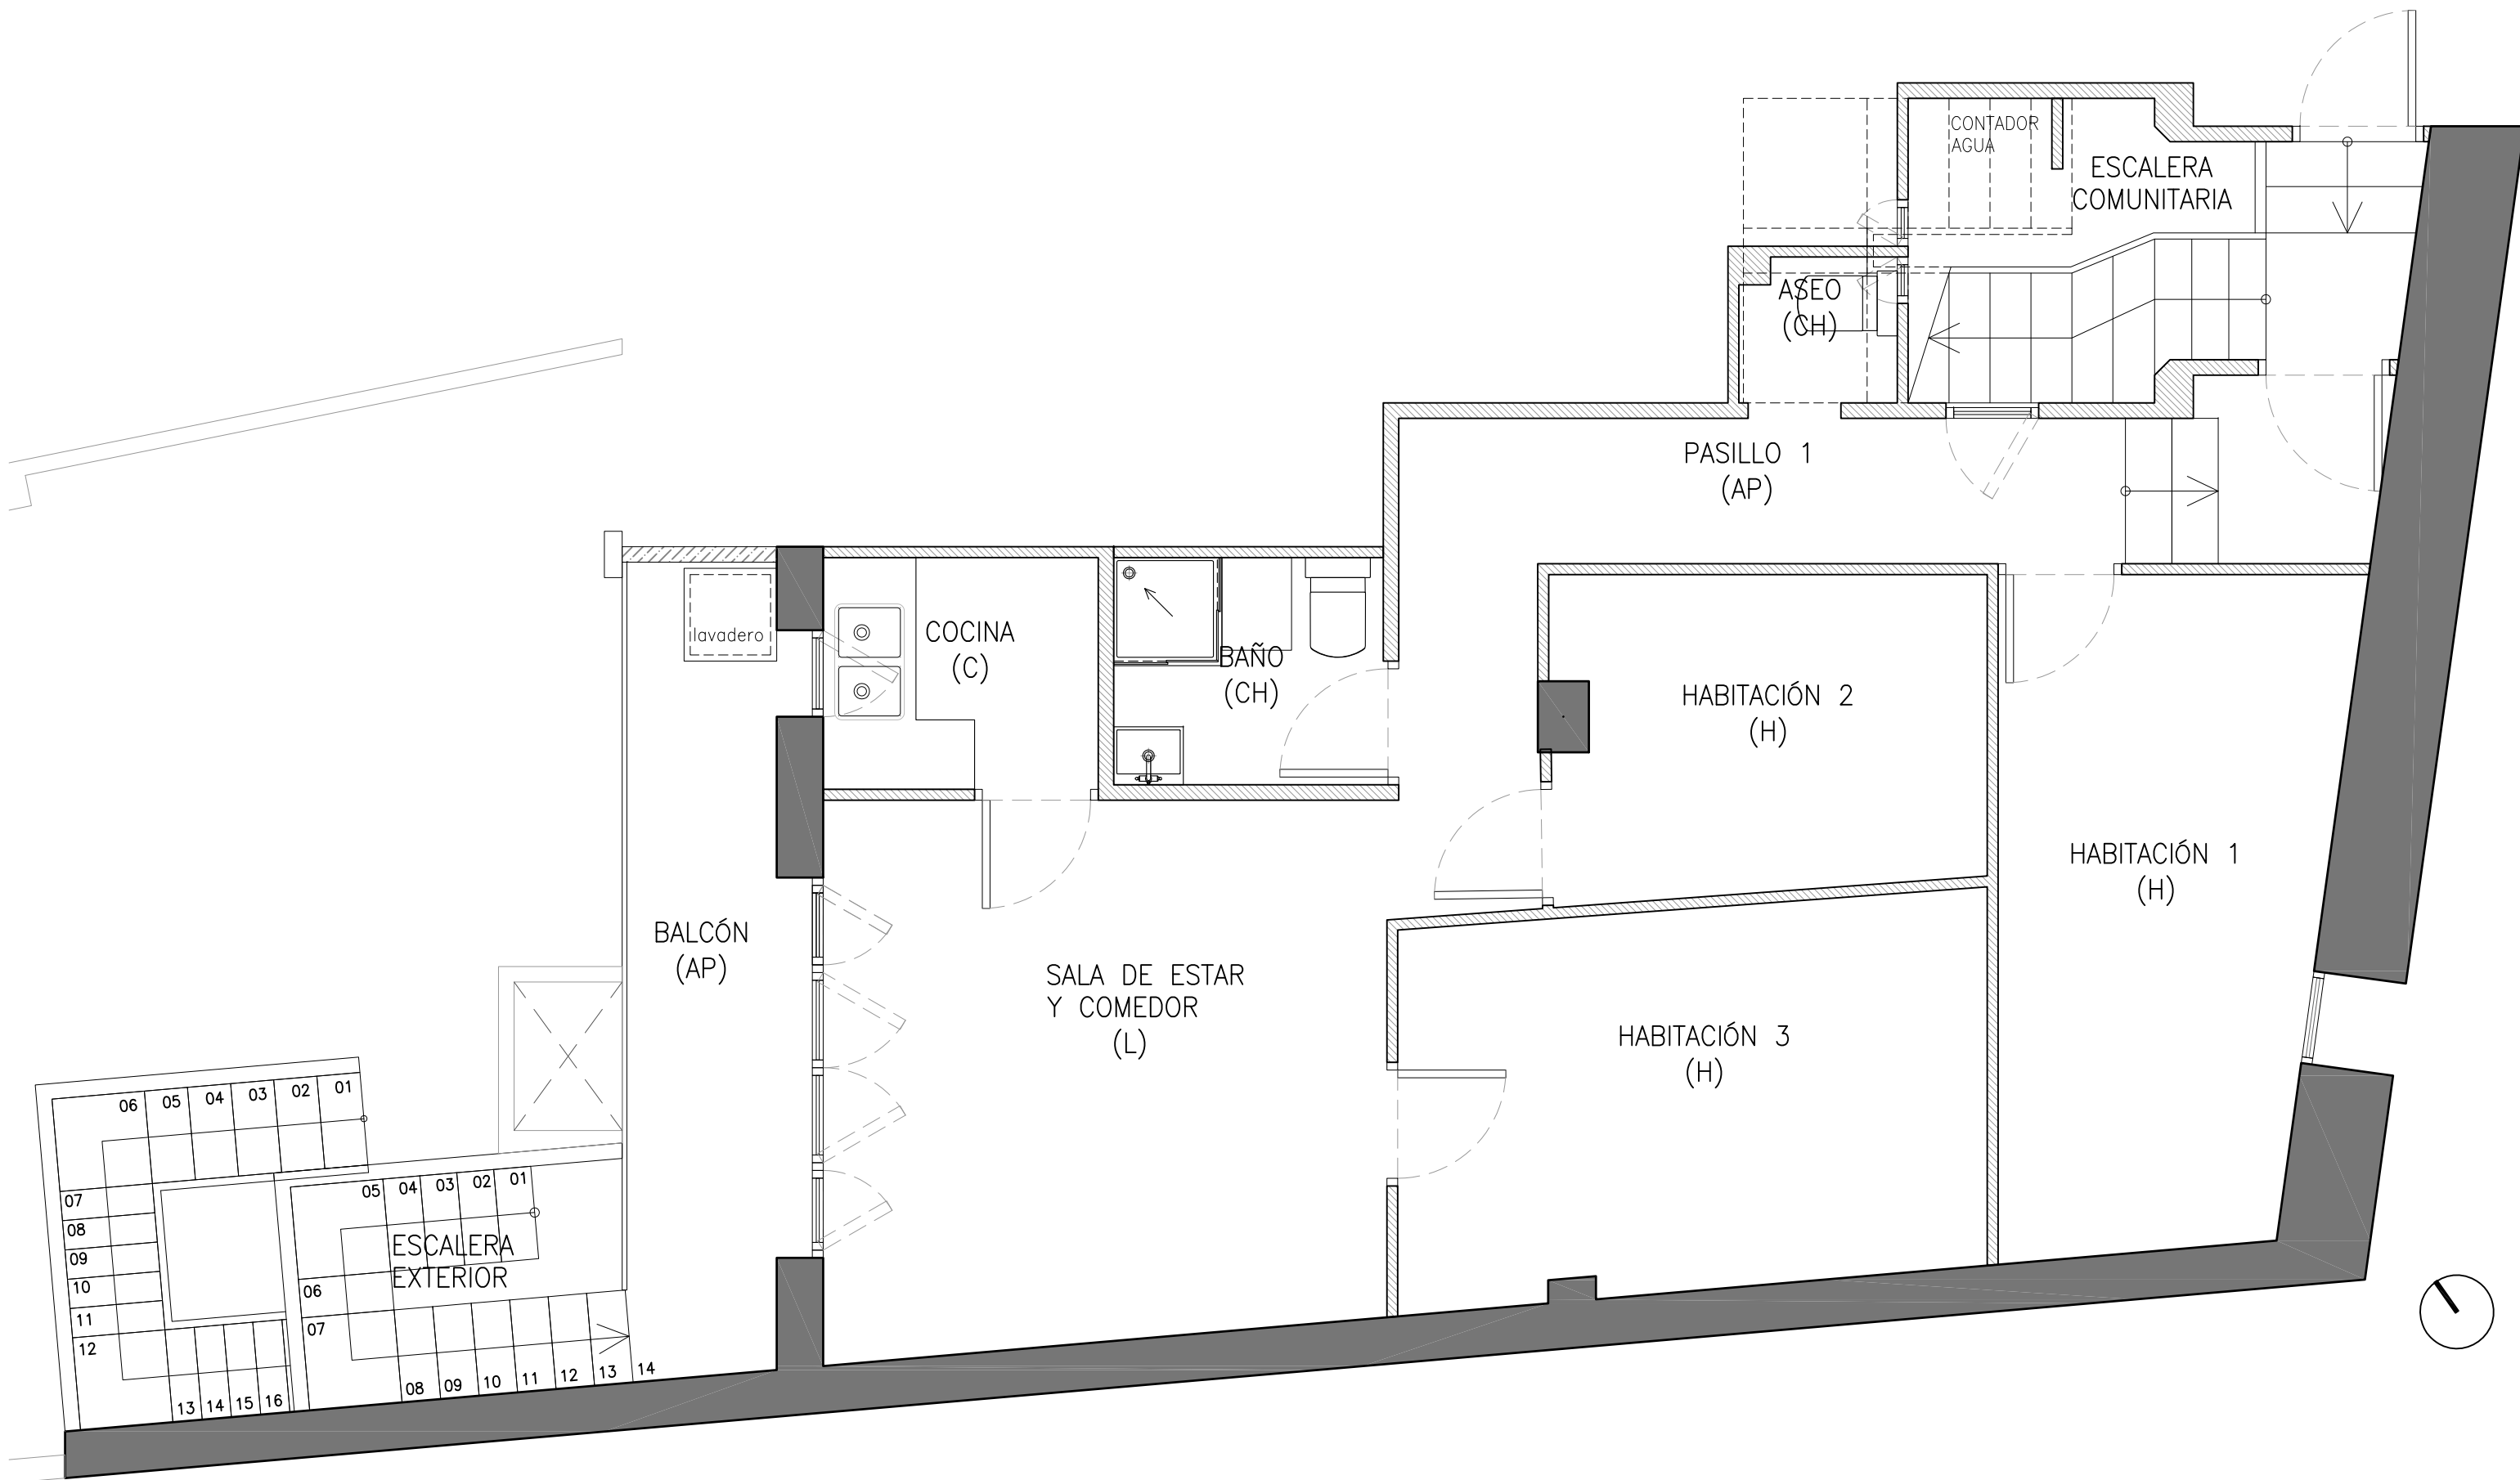 CONTADOR
AGUA
ESCALERA
COMUNITARIA
ASEO
(CH)
PASILLO 1
(AP)
lavadero
COCINA
(C)
BAÑO
(CH)
HABITACIÓN 2
(H)
HABITACIÓN 1
(H)
BALCÓN
(AP)
SALA DE ESTAR
Y COMEDOR
(L)
HABITACIÓN 3
(H)
06 05 04 03 02 01
07
08
09
10
11
12
13 14 15 16
05 04 03 02 01
ESCALERA
EXTERIOR
06
07
08 09 10 11 12 13 14